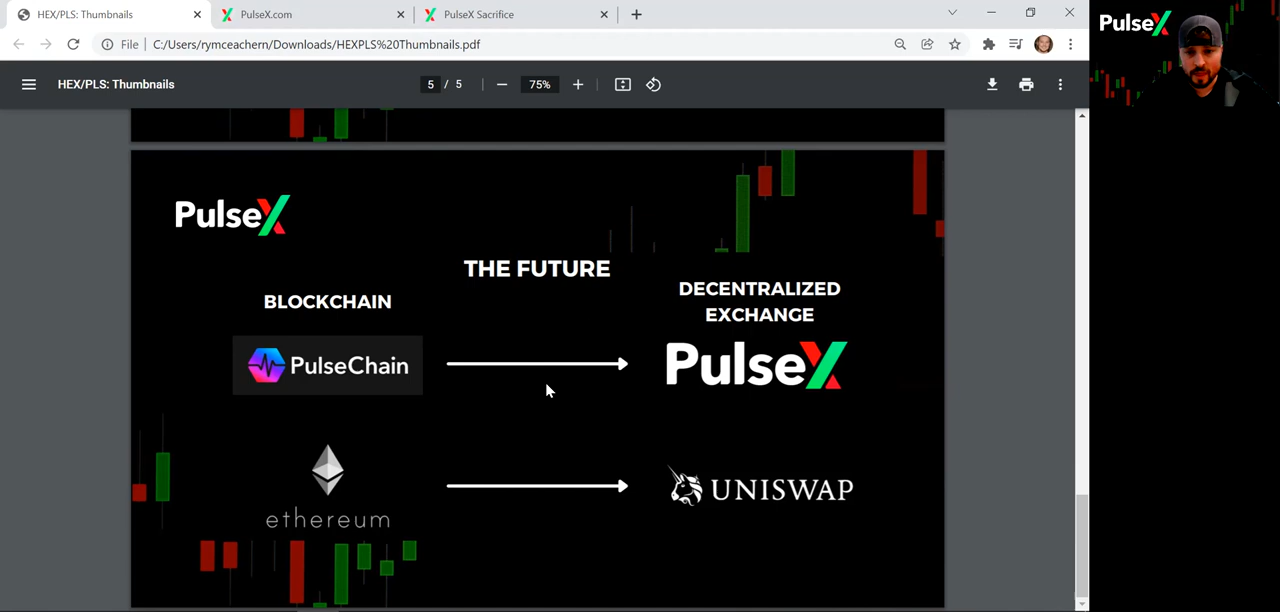 HEX/PLS: Thumbnails
PulseX.com
PulseX Sacrifice
File
C:/Users/rymceachern/Downloads/HEXPLS%20Thumbnails.pdf
HEX/PLS: Thumbnails
5 / 5
75%
PulseX
PulseX
THE FUTURE
BLOCKCHAIN
DECENTRALIZED
EXCHANGE
PulseChain
PulseX
ethereum
UNISWAP